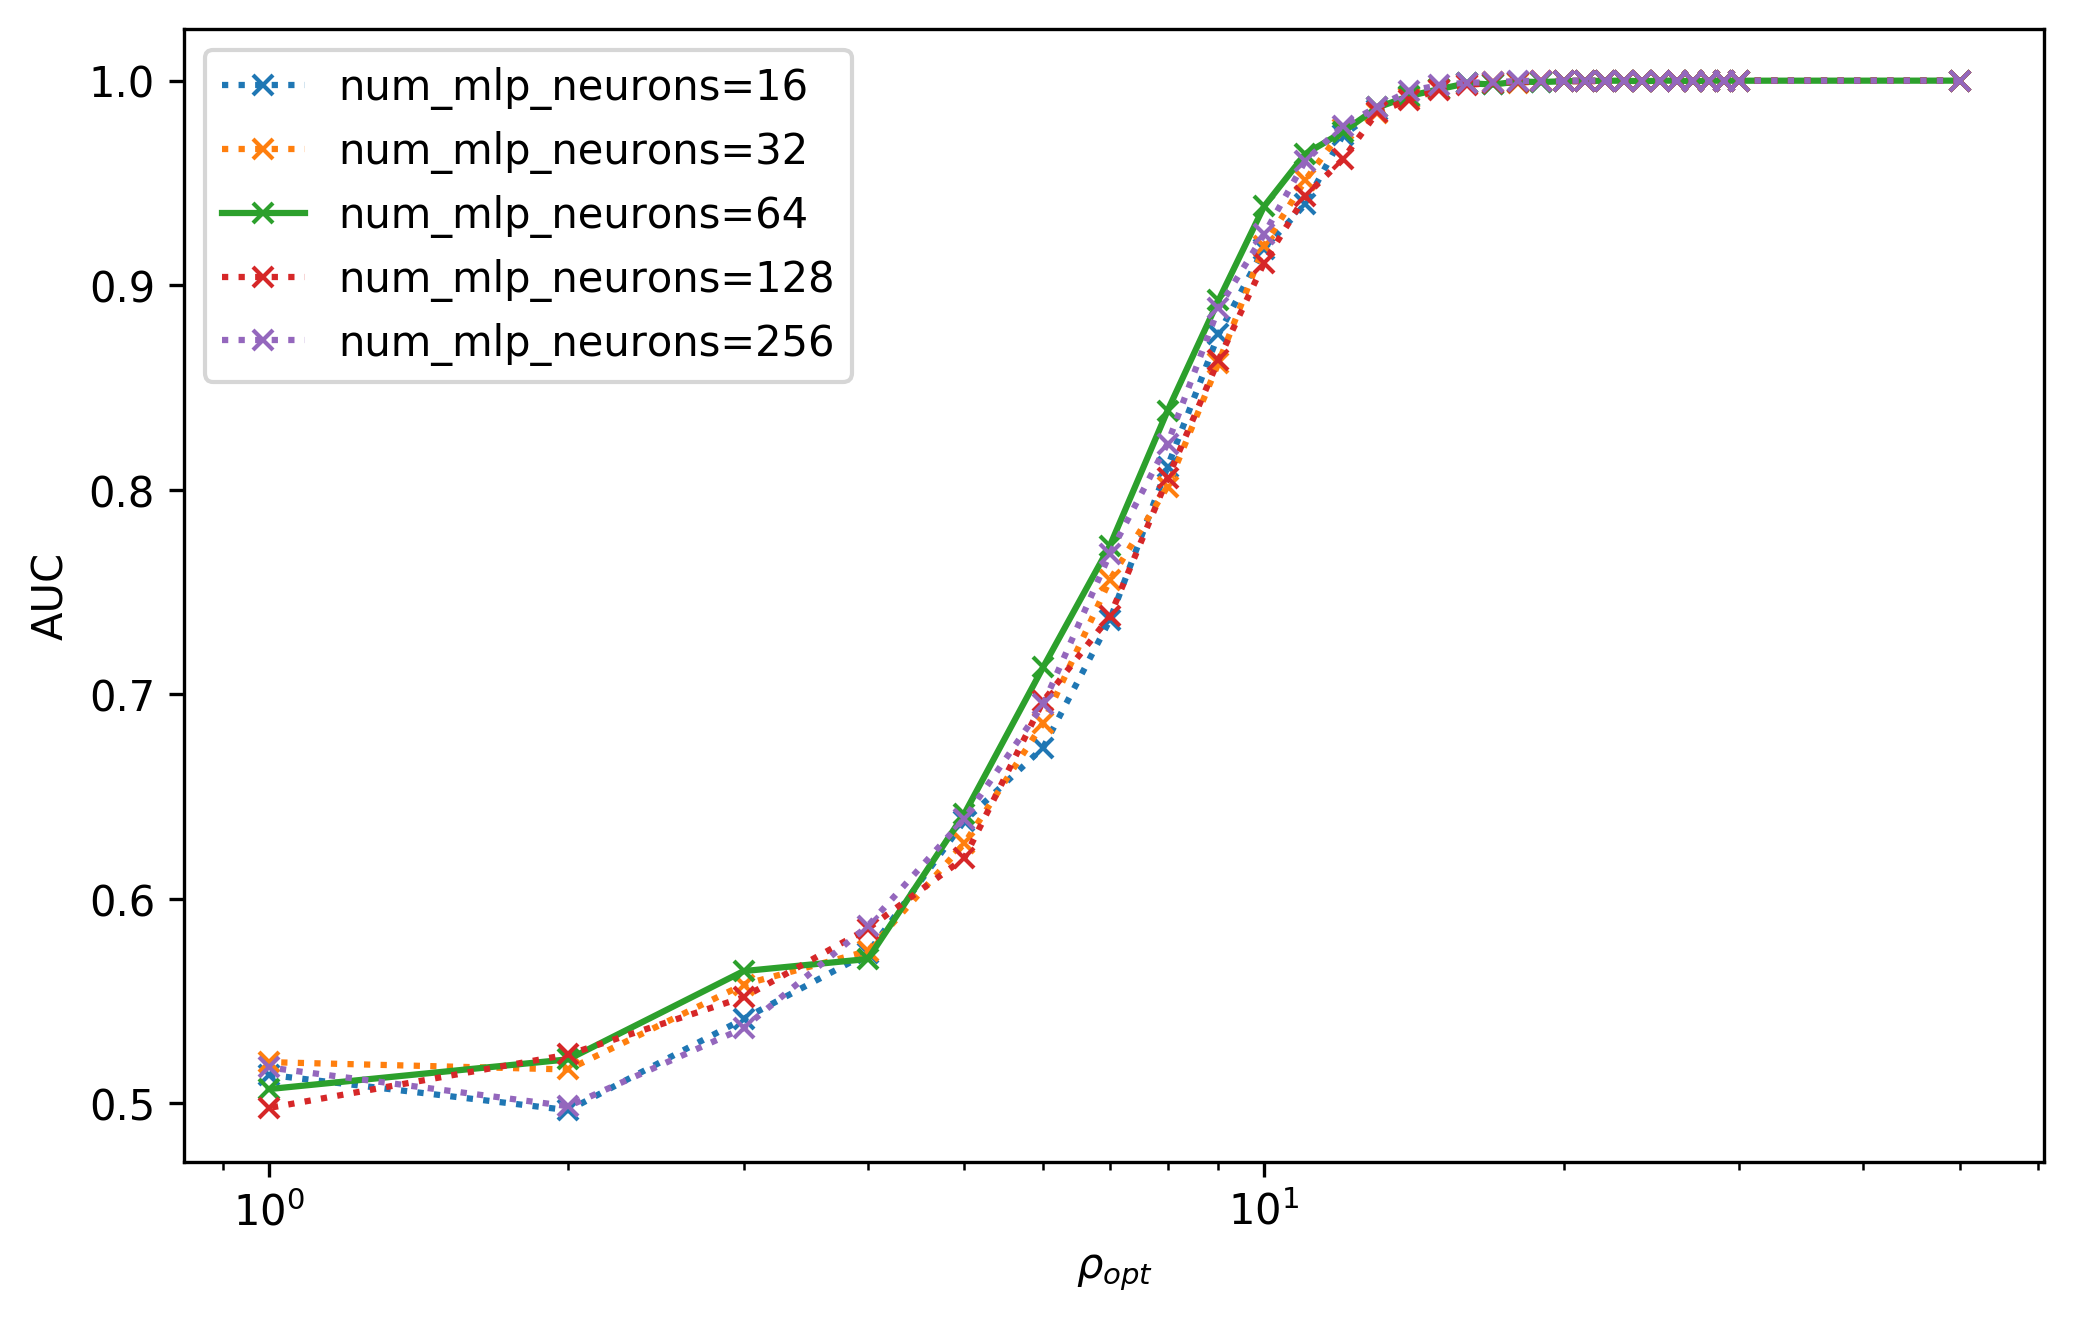 num_mlp_neurons=16
num_mlp_neurons=32
num_mlp_neurons=64
num_mlp_neurons=128
num_mlp_neurons=256
1.0
0.9
0.8
0.7
0.6
0.5
AUC
10⁰ 10¹
ρ_opt